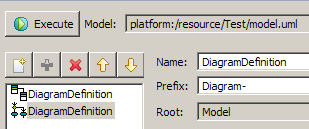 Execute Model: platform:/resource/Test/model.uml
Name: DiagramDefinition
Prefix: Diagram-
Root: Model
DiagramDefinition
DiagramDefinition